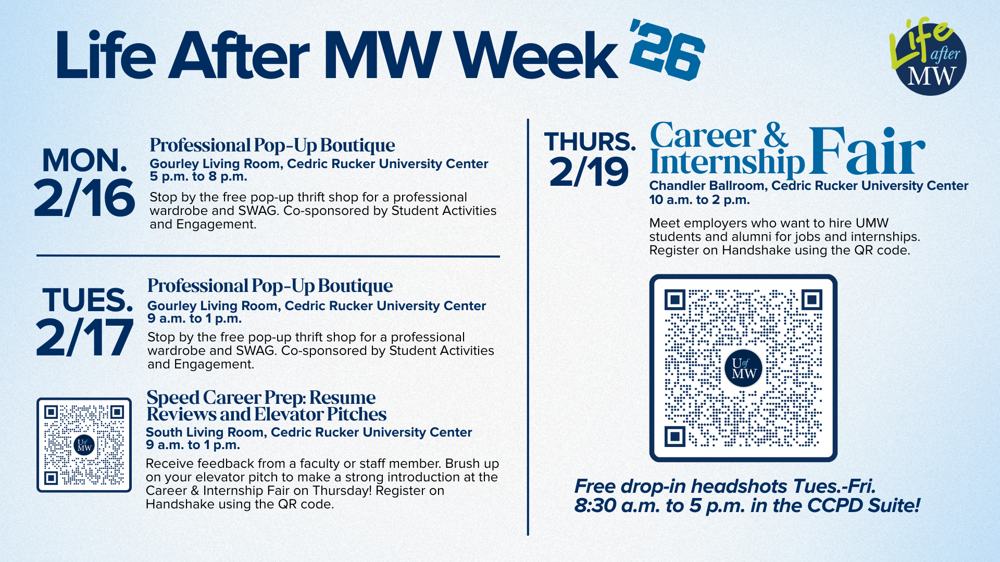 Life After MW Week '26
Life
after
MW
MON.
2/16
Professional Pop-Up Boutique
Gourley Living Room, Cedric Rucker University Center
5 p.m. to 8 p.m.
Stop by the free pop-up thrift shop for a professional
wardrobe and SWAG. Co-sponsored by Student Activities
and Engagement.
TUES.
2/17
Professional Pop-Up Boutique
Gourley Living Room, Cedric Rucker University Center
9 a.m. to 1 p.m.
Stop by the free pop-up thrift shop for a professional
wardrobe and SWAG. Co-sponsored by Student Activities
and Engagement.
Speed Career Prep: Resume
Reviews and Elevator Pitches
South Living Room, Cedric Rucker University Center
9 a.m. to 1 p.m.
Receive feedback from a faculty or staff member. Brush up
on your elevator pitch to make a strong introduction at the
Career & Internship Fair on Thursday! Register on
Handshake using the QR code.
U of
MW
THURS.
2/19
Career &
Internship Fair
Chandler Ballroom, Cedric Rucker University Center
10 a.m. to 2 p.m.
Meet employers who want to hire UMW
students and alumni for jobs and internships.
Register on Handshake using the QR code.
U of
MW
Free drop-in headshots Tues.-Fri.
8:30 a.m. to 5 p.m. in the CCPD Suite!